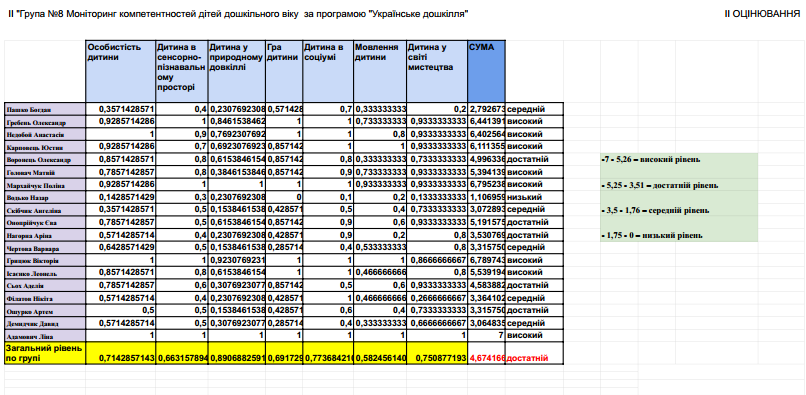 II "Група №8 Моніторинг компетентностей дітей дошкільного віку за програмою "Українське дошкілля" II ОЦІНЮВАННЯ
Особистість дитини Дитина в сенсорно-пізнавальному просторі Дитина у природному довкіллі Гра дитини Дитина в соціумі Мовлення дитини Дитина у світі мистецтва СУМА
Пашко Богдан 0,3571428571 0,4 0,2307692308 0,571428 0,7 0,333333333 0,2 2,792673 середній
Гребень Олександр 0,9285714286 1 0,8461538462 1 1 0,733333333 0,9333333333 6,441391 високий
Недобой Анастасія 1 0,9 0,7692307692 1 1 0,8 0,9333333333 6,402564 високий
Карповець Юстин 0,9285714286 0,7 0,6923076923 0,857142 1 1 0,9333333333 6,111355 високий
Воронець Олександр 0,8571428571 0,8 0,6153846154 0,857142 0,8 0,333333333 0,7333333333 4,996336 достатній
Головач Матвій 0,7857142857 0,8 0,3846153846 0,857142 0,9 0,733333333 0,9333333333 5,394139 високий
Мархайчук Поліна 0,9285714286 1 1 1 1 0,933333333 0,9333333333 6,795238 високий
Водько Назар 0,1428571429 0,3 0,2307692308 0 0,1 0,2 0,1333333333 1,106959 низький
Скібчик Ангеліна 0,3571428571 0,5 0,1538461538 0,428571 0,5 0,4 0,7333333333 3,072893 середній
Онопрійчук Єва 0,7857142857 0,5 0,6153846154 0,857142 0,9 0,6 0,9333333333 5,191575 достатній
Нагорна Аріна 0,5714285714 0,4 0,2307692308 0,428571 0,9 0,2 0,8 3,530769 достатній
Чертова Варвара 0,6428571429 0,5 0,1538461538 0,285714 0,4 0,533333333 0,8 3,315750 середній
Грицюк Вікторія 1 1 0,9230769231 1 1 1 0,8666666667 6,789743 високий
Ісаєнко Леонель 0,8571428571 0,8 0,6153846154 1 1 0,466666666 0,8 5,539194 високий
Сьох Аделія 0,7857142857 0,6 0,3076923077 0,857142 0,5 0,6 0,9333333333 4,583882 достатній
Філатов Нікіта 0,5714285714 0,4 0,2307692308 0,428571 1 0,466666666 0,2666666667 3,364102 середній
Ошурко Артем 0,5 0,5 0,1538461538 0,428571 0,6 0,4 0,7333333333 3,315750 середній
Демидчик Давид 0,5714285714 0,5 0,3076923077 0,285714 0,4 0,333333333 0,6666666667 3,064835 середній
Адамович Ліна 1 1 1 1 1 1 1 7 високий
Загальний рівень по групі 0,7142857143 0,663157894 0,8906882591 0,691729 0,773684210 0,582456140 0,750877193 4,674166 достатній
-7 - 5,26 – високий рівень
- 5,25 - 3,51 – достатній рівень
- 3,5 - 1,76 – середній рівень
- 1,75 - 0 – низький рівень